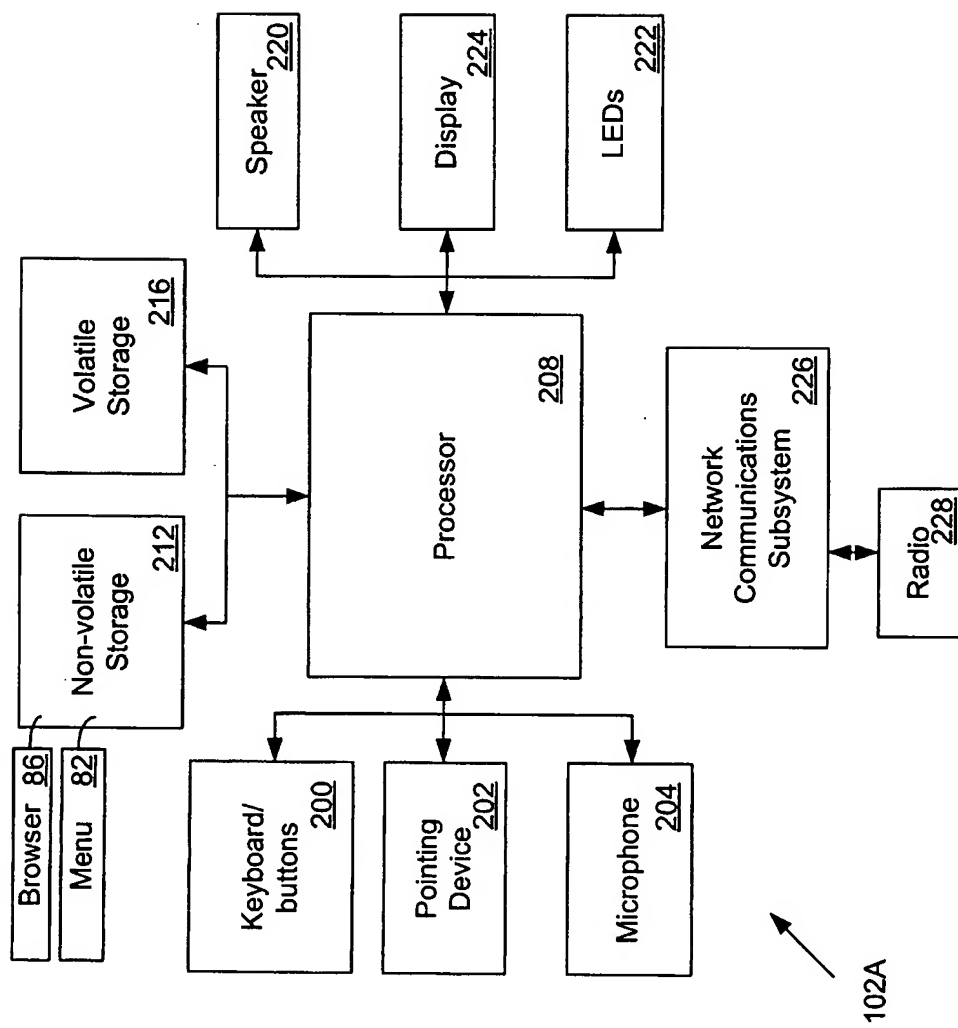 Browser 86
Menu 82
Non-volatile
Storage
212
Volatile
Storage
216
Keyboard/
buttons
200
Pointing
Device
202
Microphone
204
Processor
208
Speaker
220
Display
224
LEDs
222
Network
Communications
Subsystem
226
Radio
228
102A